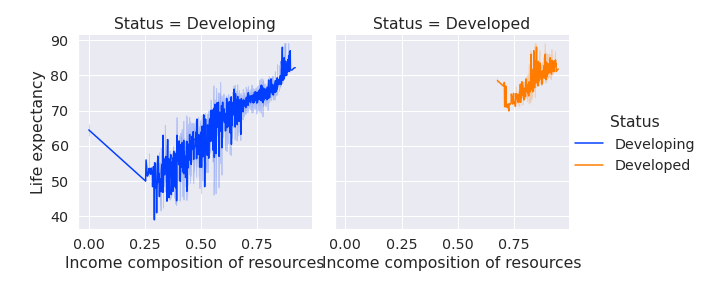 Status = Developing
Status = Developed
90
80
70
60
50
40
Life expectancy
0.00 0.25 0.50 0.75
0.00 0.25 0.50 0.75
Income composition of resources
Income composition of resources
Status
Developing
Developed